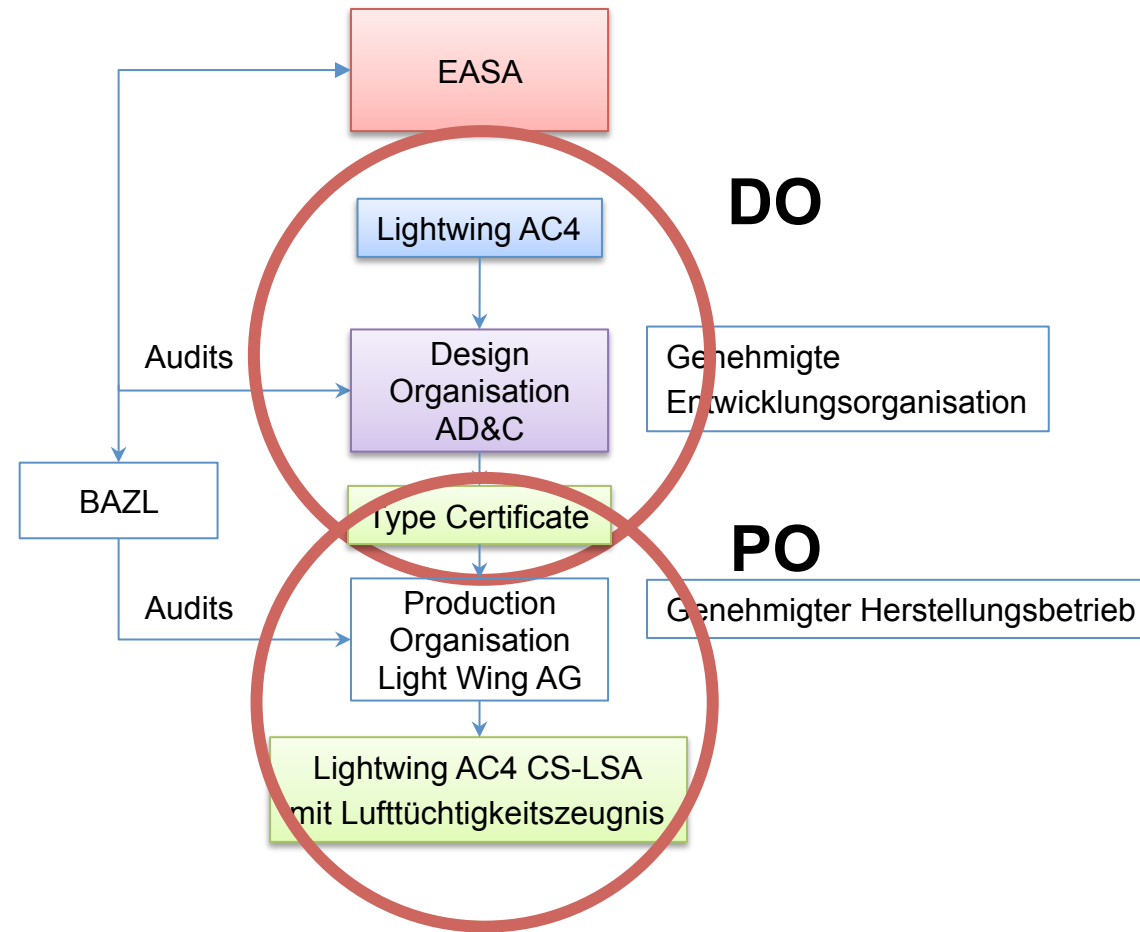 EASA
DO
Lightwing AC4
Audits
Design
Organisation
AD&C
Genehmigte
Entwicklungsorganisation
BAZL
Type Certificate
PO
Audits
Production
Organisation
Light Wing AG
Genehmigter Herstellungsbetrieb
Lightwing AC4 CS-LSA
mit Lufttüchtigkeitszeugnis